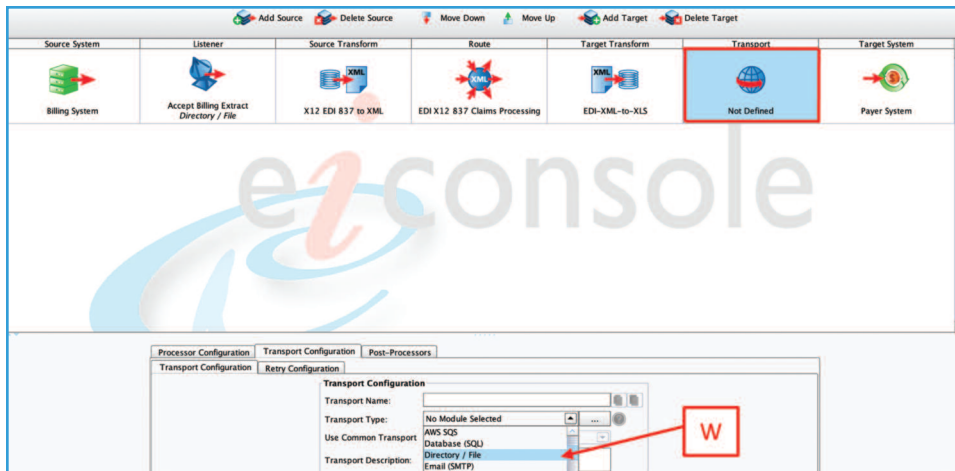 Add Source Delete Source Move Down Move Up Add Target Delete Target
Source System Listener Source Transform Route Target Transform Transport Target System
XML XML XML $
Billing System Accept Billing Extract X12 EDI 837 to XML EDI X12 837 Claims Processing EDI-XML-to-XLS Not Defined Payer System
Directory / File
eiconsole
Processor Configuration Transport Configuration Post-Processors
Transport Configuration Retry Configuration
Transport Configuration
Transport Name:
Transport Type: No Module Selected ...
AWS SQS
Use Common Transport
Database (SQL)
Directory / File
Transport Description:
Email (SMTP)
W